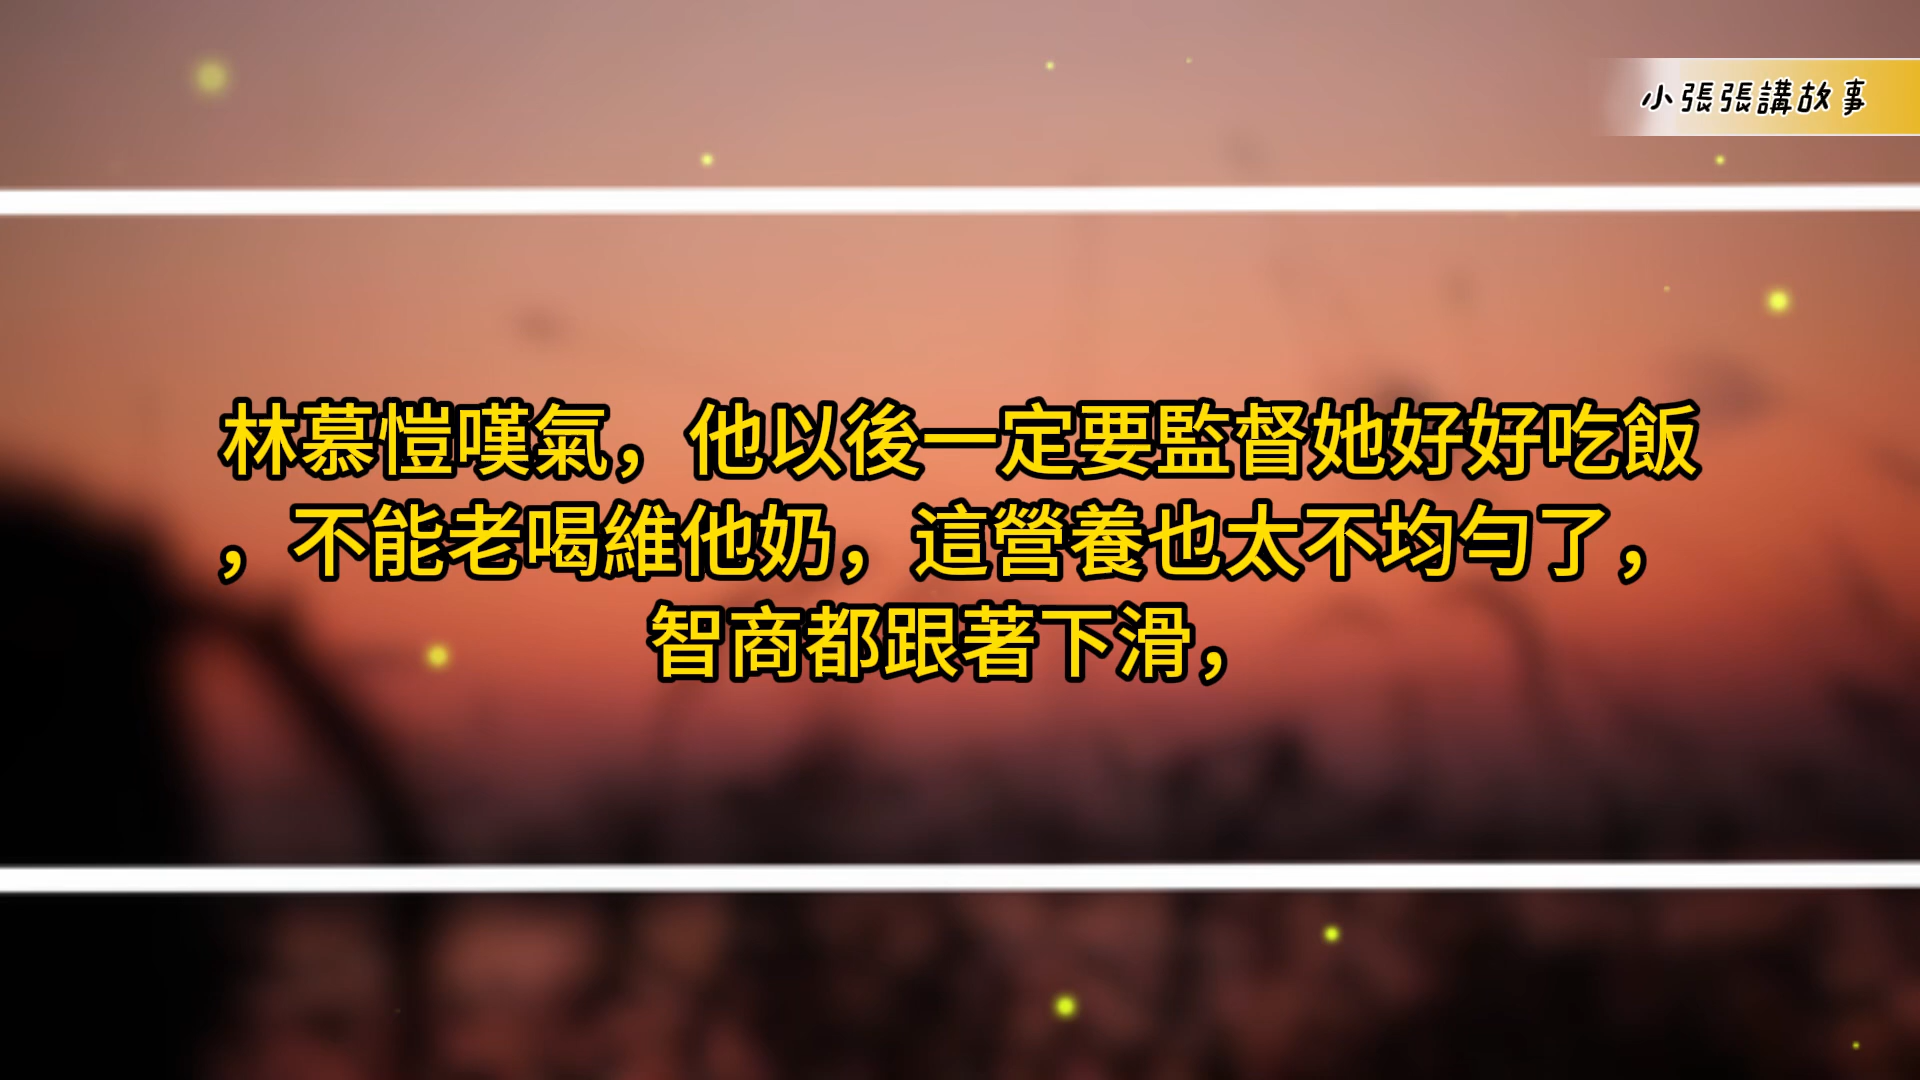 小張張講故事
林慕愷嘆氣，他以後一定要監督她好好吃飯
，不能老喝維他奶，這營養也太不均勻了，
智商都跟著下滑，